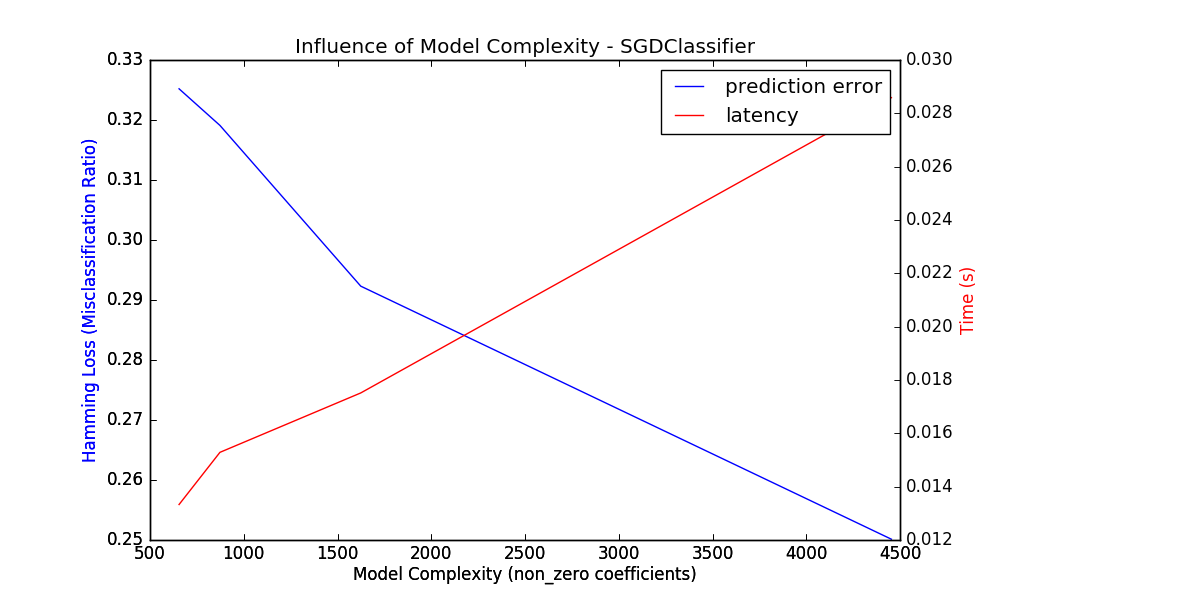 Influence of Model Complexity - SGDClassifier
prediction error
latency
0.33
0.32
0.31
0.30
0.29
0.28
0.27
0.26
0.25
Hamming Loss (Misclassification Ratio)
0.030
0.028
0.026
0.024
0.022
0.020
0.018
0.016
0.014
0.012
Time (s)
500 1000 1500 2000 2500 3000 3500 4000 4500
Model Complexity (non_zero coefficients)